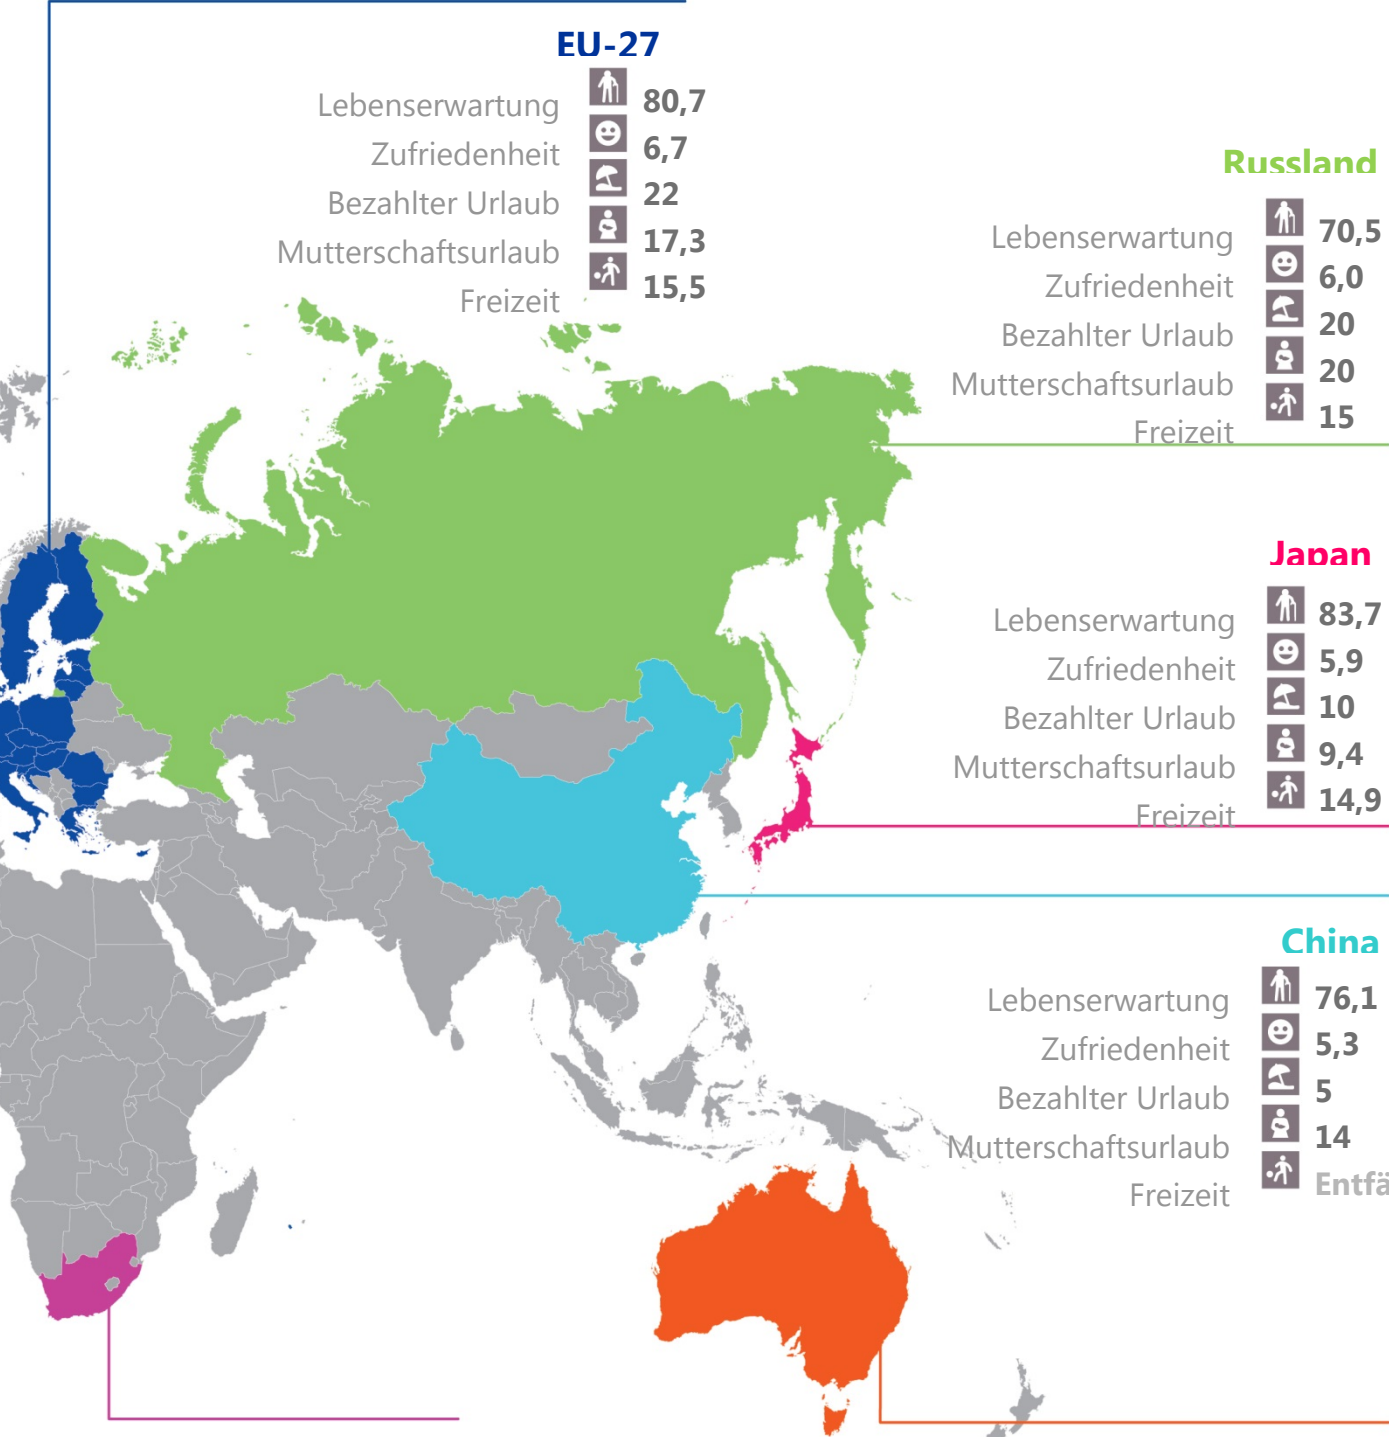 EU-27
Lebenserwartung 80,7
Zufriedenheit 6,7
Bezahlter Urlaub 22
Mutterschaftsurlaub 17,3
Freizeit 15,5
Russland
Lebenserwartung 70,5
Zufriedenheit 6,0
Bezahlter Urlaub 20
Mutterschaftsurlaub 20
Freizeit 15
Japan
Lebenserwartung 83,7
Zufriedenheit 5,9
Bezahlter Urlaub 10
Mutterschaftsurlaub 9,4
Freizeit 14,9
China
Lebenserwartung 76,1
Zufriedenheit 5,3
Bezahlter Urlaub 5
Mutterschaftsurlaub 14
Freizeit Entfä